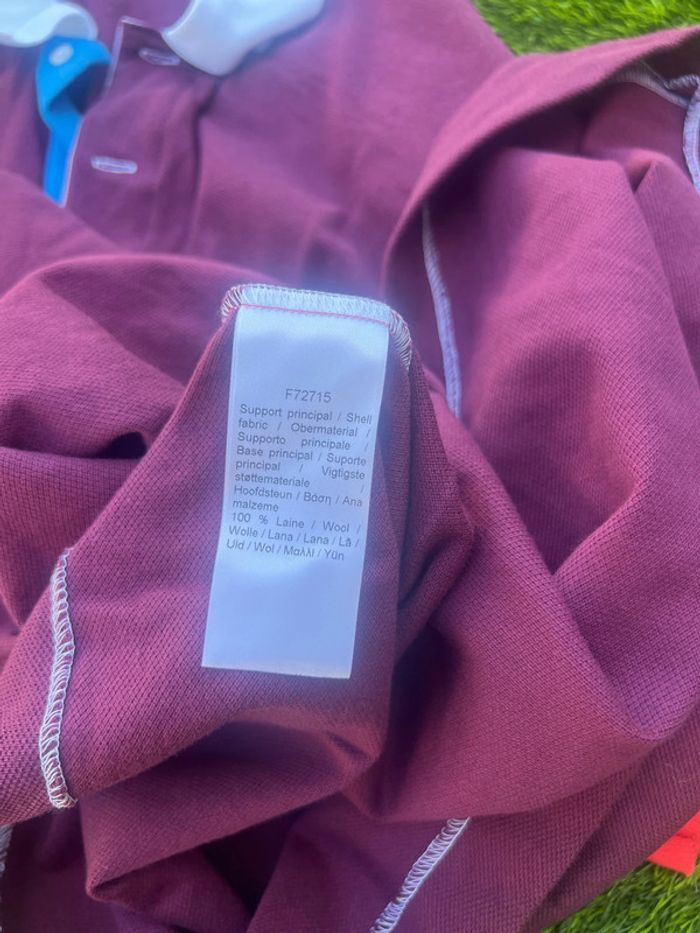 F72715
Support principal / Shell
fabric / Obermaterial /
Supporto principale /
Base principal / Suporte
principal / Vigtigste
støttemateriale /
Hoofdsteun / Βάση / Ana
malzeme
100 % Laine / Wool /
Wolle / Lana / Lana / Lã /
Uld / Wol / Μαλλί / Yün